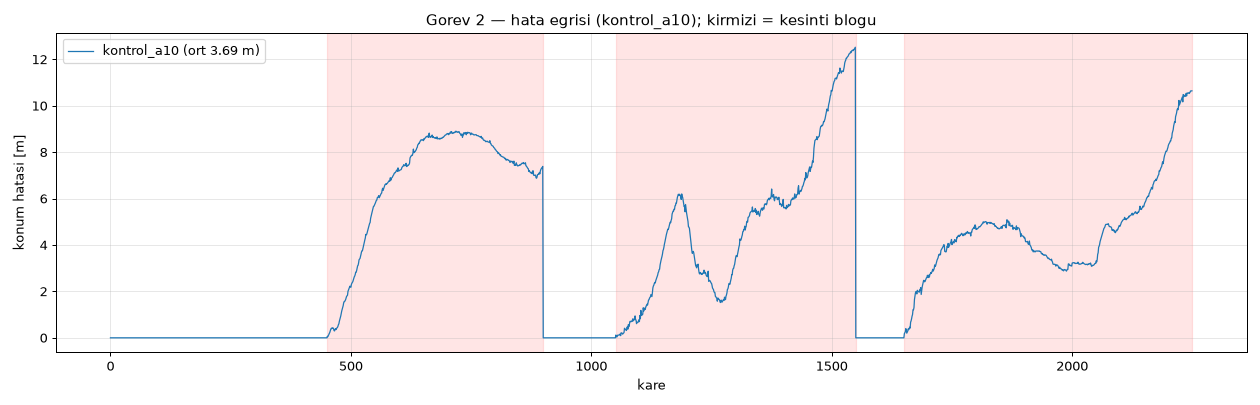 Gorev 2 — hata egrisi (kontrol_a10); kirmizi = kesinti blogu
kontrol_a10 (ort 3.69 m)
konum hatasi [m]
12
10
8
6
4
2
0
0 500 1000 1500 2000
kare